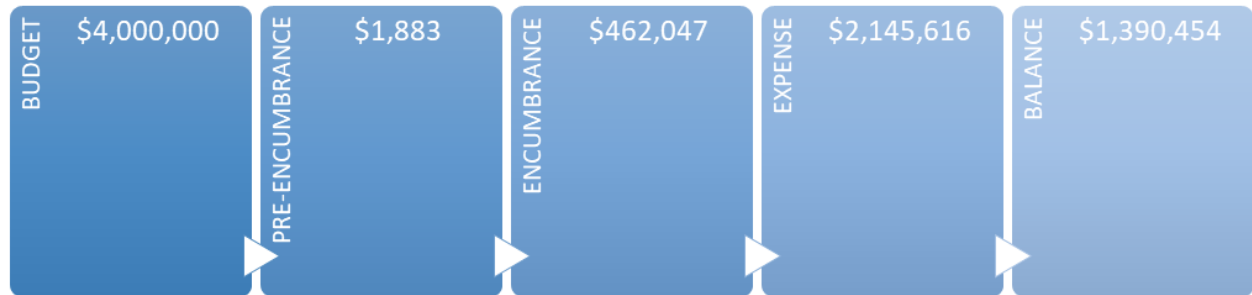 BUDGET
$4,000,000
PRE-ENCUMBRANCE
$1,883
ENCUMBRANCE
$462,047
EXPENSE
$2,145,616
BALANCE
$1,390,454